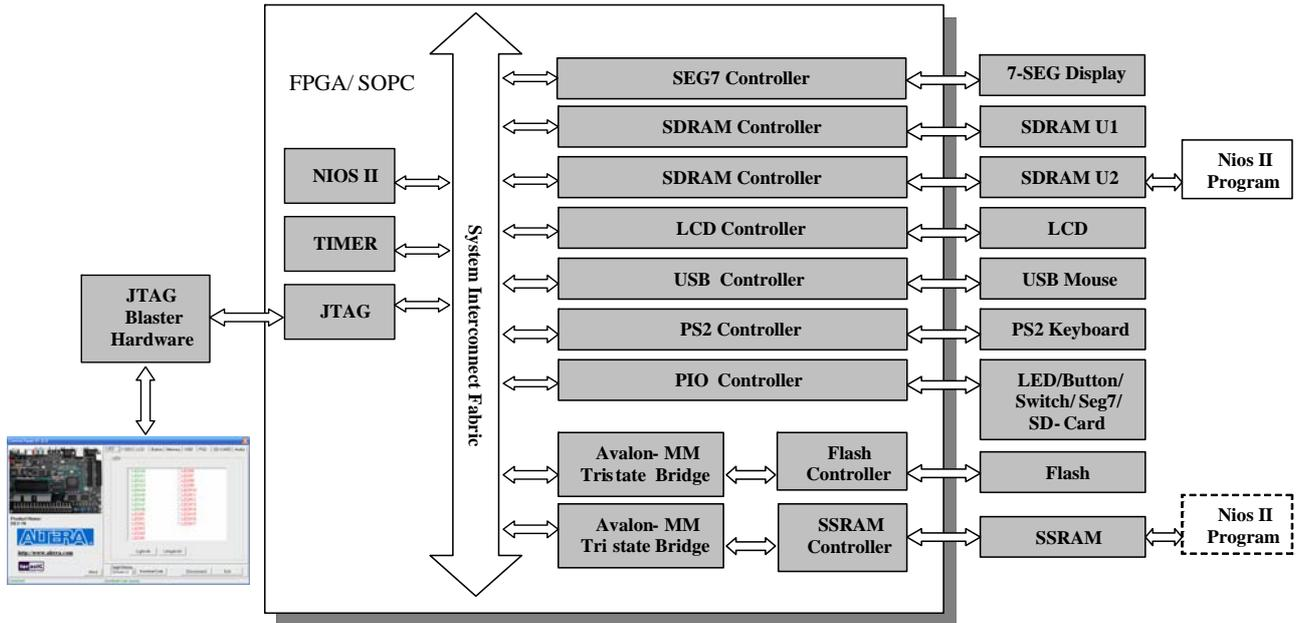 FPGA/ SOPC
SEG7 Controller
7-SEG Display
SDRAM Controller
SDRAM U1
SDRAM Controller
SDRAM U2
Nios II
Program
NIOS II
LCD Controller
LCD
TIMER
System Interconnect Fabric
USB Controller
USB Mouse
JTAG
Blaster
Hardware
JTAG
PS2 Controller
PS2 Keyboard
PIO Controller
LED/Button/
Switch/ Seg7/
SD- Card
Avalon- MM
Tristate Bridge
Flash
Controller
Flash
Avalon- MM
Tri state Bridge
SSRAM
Controller
SSRAM
Nios II
Program
ALTERA
http://www.altera.com
terasIC